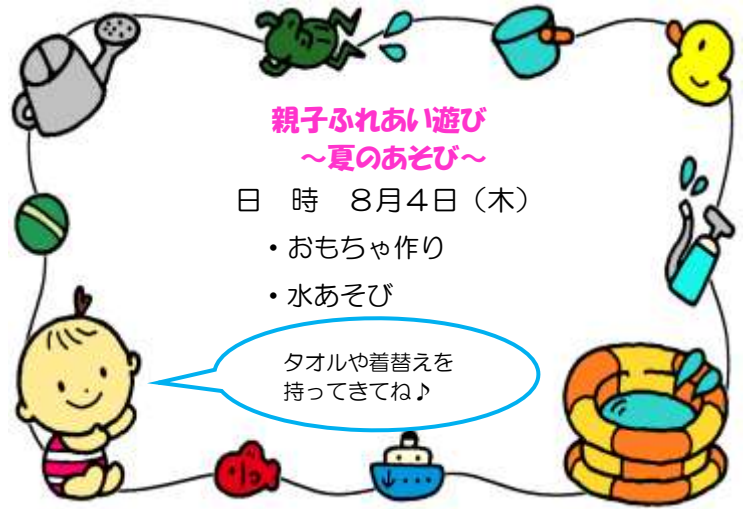 親子ふれあい遊び
～夏のあそび～
日　時　８月４日（木）
・おもちゃ作り
・水あそび
タオルや着替えを
持ってきてね♪